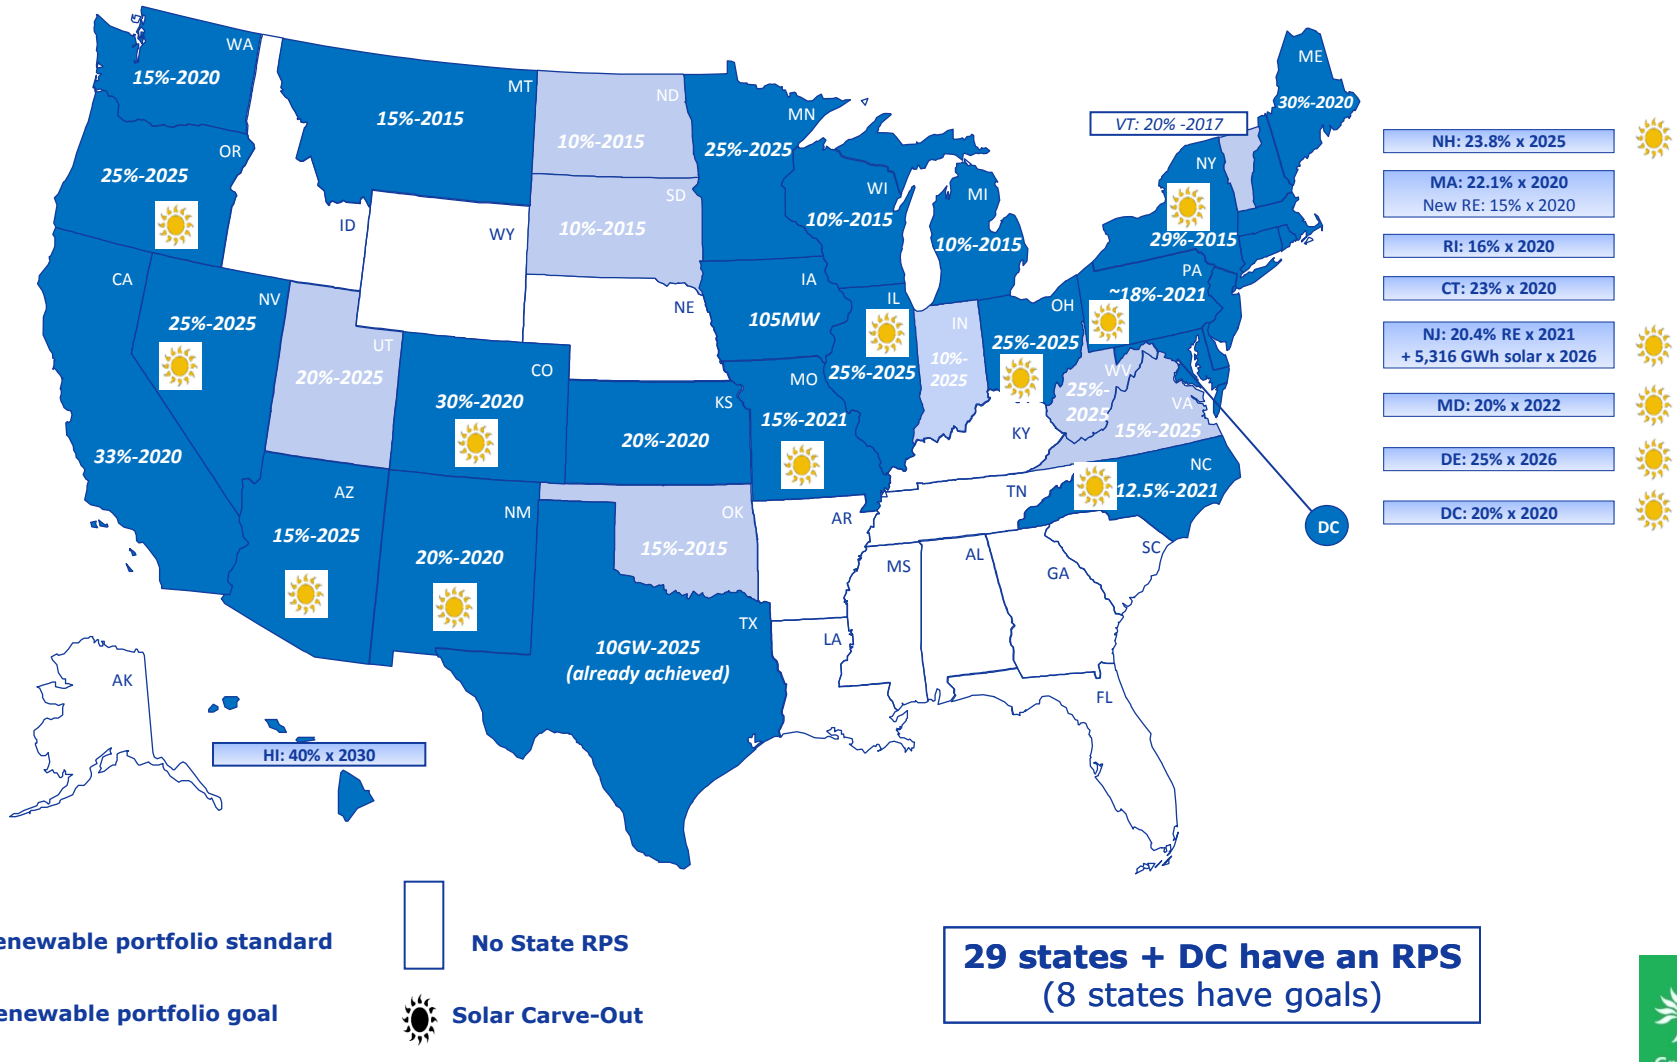 WA
15%-2020
MT
15%-2015
ND
10%-2015
MN
25%-2025
VT: 20% -2017
ME
30%-2020
OR
25%-2025
ID
WY
SD
10%-2015
WI
10%-2015
MI
10%-2015
NY
29%-2015
NH: 23.8% x 2025
MA: 22.1% x 2020
New RE: 15% x 2020
RI: 16% x 2020
CT: 23% x 2020
NJ: 20.4% RE x 2021
+ 5,316 GWh solar x 2026
MD: 20% x 2022
DE: 25% x 2026
DC: 20% x 2020
CA
33%-2020
NV
25%-2025
UT
20%-2025
CO
30%-2020
NE
IA
105MW
IL
25%-2025
IN
10%-
2025
OH
25%-2025
PA
~18%-2021
WV
25%-
2025
VA
15%-2025
KS
20%-2020
MO
15%-2021
KY
TN
NC
12.5%-2021
DC
AZ
15%-2025
NM
20%-2020
OK
15%-2015
AR
MS
AL
GA
SC
TX
10GW-2025
(already achieved)
LA
FL
AK
HI: 40% x 2030
enewable portfolio standard
No State RPS
enewable portfolio goal
Solar Carve-Out
29 states + DC have an RPS
(8 states have goals)